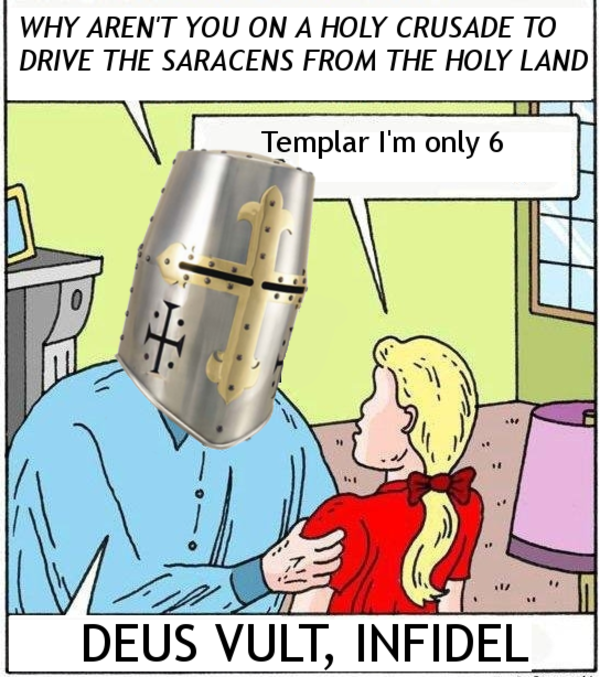 WHY AREN'T YOU ON A HOLY CRUSADE TO
DRIVE THE SARACENS FROM THE HOLY LAND
Templar I'm only 6
DEUS VULT, INFIDEL